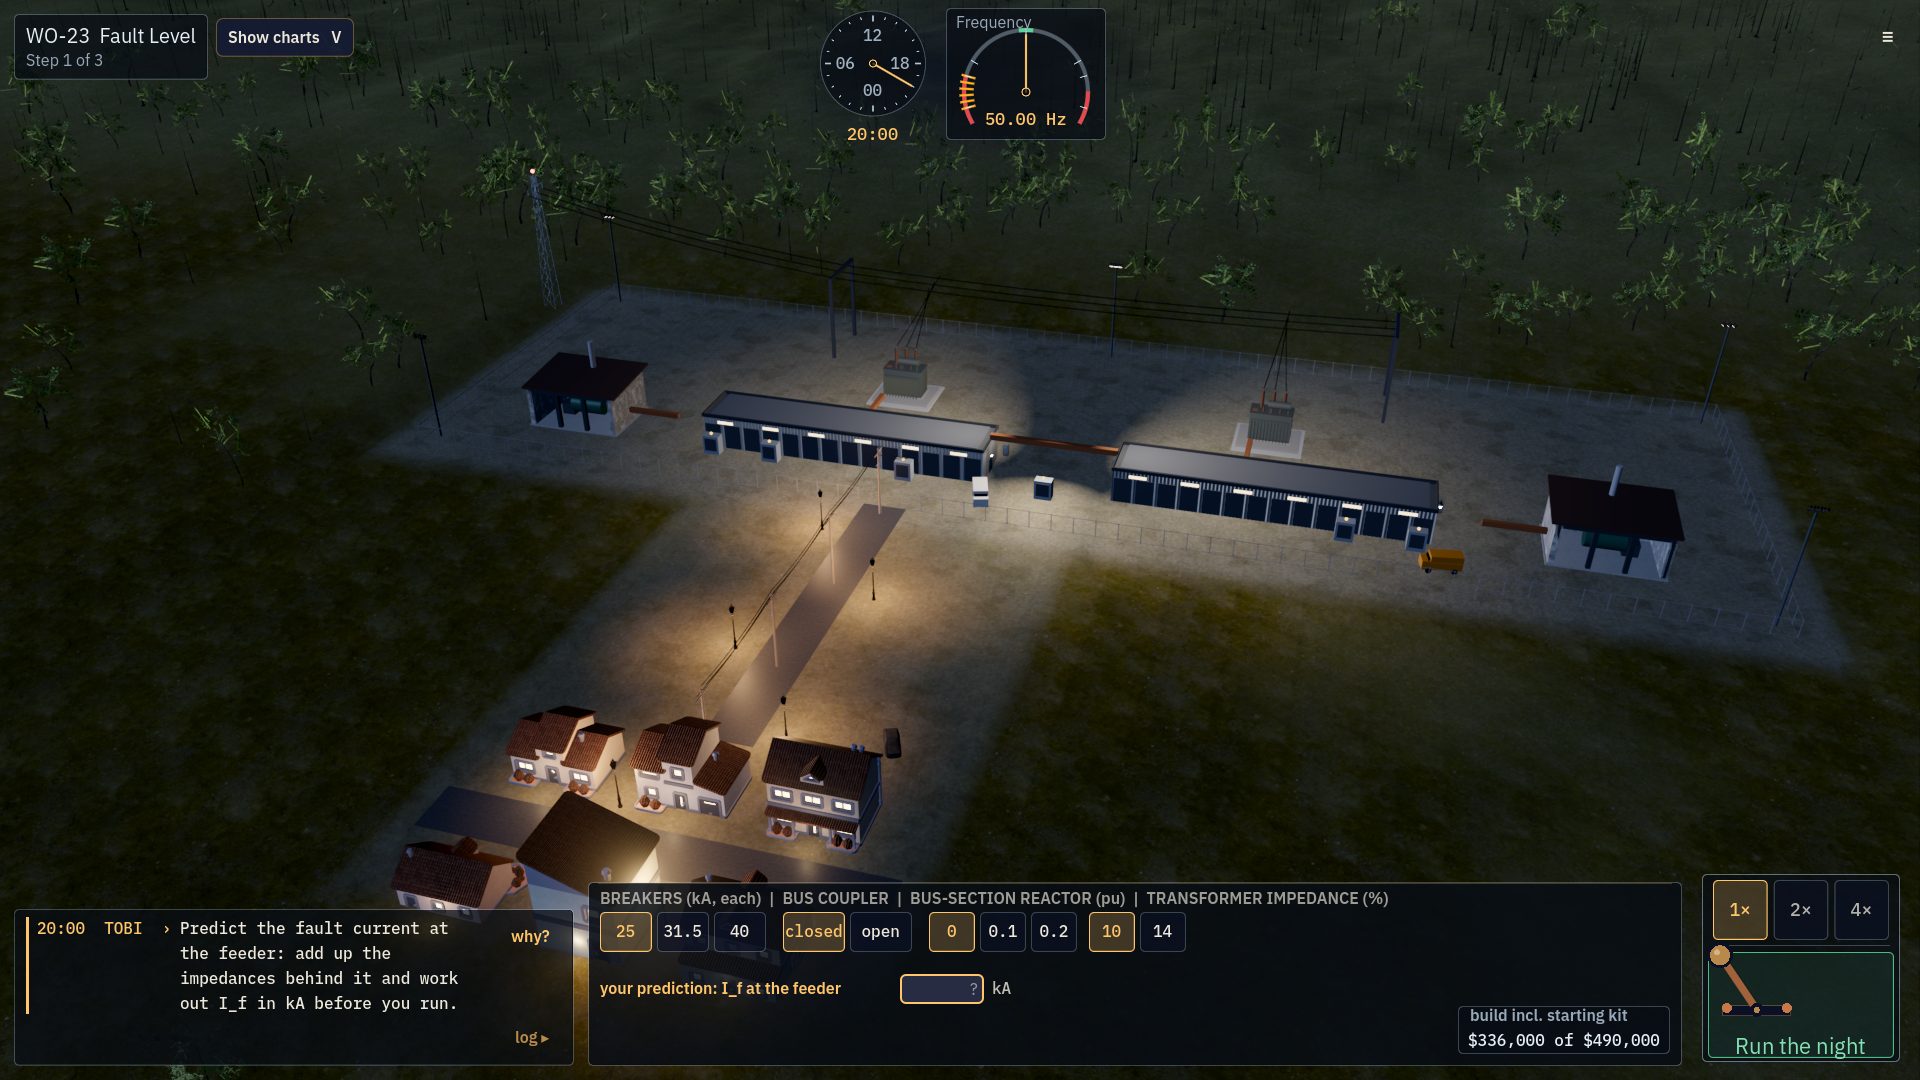 WO-23 Fault Level
Step 1 of 3
Show charts V
12
06 18
00
20:00
Frequency
50.00 Hz
≡
20:00 TOBI › Predict the fault current at
the feeder: add up the
impedances behind it and work
out I_f in kA before you run.
why?
log ▸
BREAKERS (kA, each) | BUS COUPLER | BUS-SECTION REACTOR (pu) | TRANSFORMER IMPEDANCE (%)
25 31.5 40 closed open 0 0.1 0.2 10 14
your prediction: I_f at the feeder ? kA
build incl. starting kit
$336,000 of $490,000
1× 2× 4×
Run the night